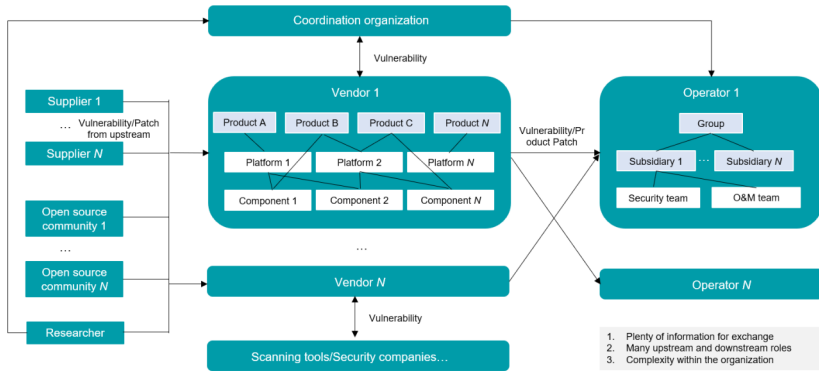 Coordination organization
Vulnerability
Supplier 1
…
Vulnerability/Patch
from upstream
Supplier N
Open source
community 1
…
Open source
community N
Researcher
Vendor 1
Product A
Product B
Product C
Product N
Platform 1
Platform 2
Platform N
Component 1
Component 2
Component N
…
Vendor N
Vulnerability
Scanning tools/Security companies…
Vulnerability/Pr
oduct Patch
Operator 1
Group
Subsidiary 1
…
Subsidiary N
Security team
O&M team
Operator N
1. Plenty of information for exchange
2. Many upstream and downstream roles
3. Complexity within the organization